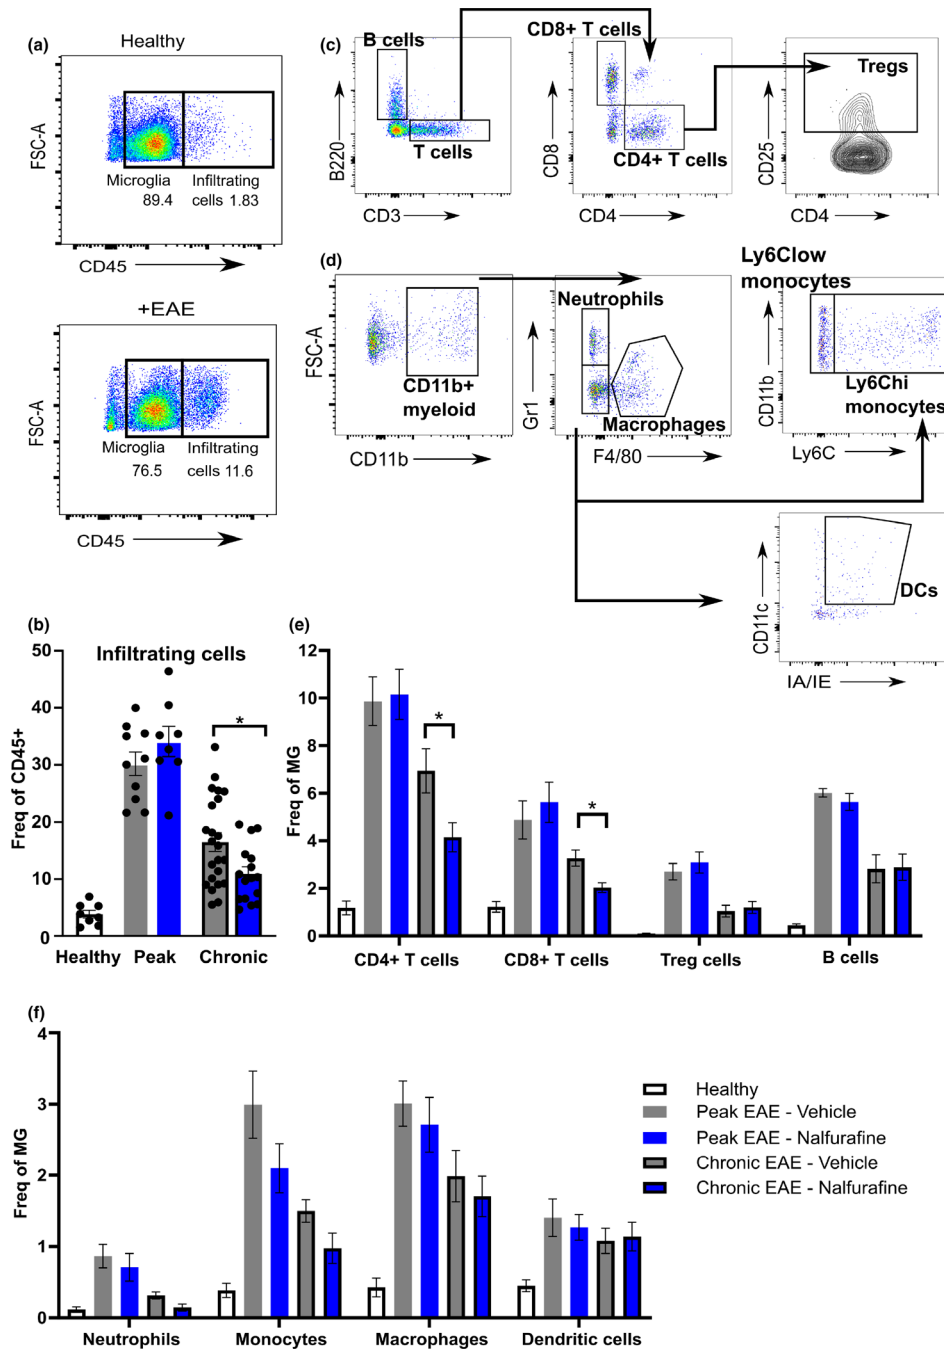 (a)
Healthy
FSC-A
Microglia
89.4
Infiltrating
cells 1.83
CD45
+EAE
FSC-A
Microglia
76.5
Infiltrating
cells 11.6
CD45
(c)
B cells
B220
T cells
CD3
CD8+ T cells
CD8
CD4+ T cells
CD4
Tregs
CD25
CD4
(d)
FSC-A
CD11b+
myeloid
CD11b
Neutrophils
Gr1
Macrophages
F4/80
Ly6Clow
monocytes
CD11b
Ly6Chi
monocytes
Ly6C
CD11c
DCs
IA/IE
(b)
Infiltrating cells
Freq of CD45+
50
40
30
20
10
0
*
Healthy
Peak
Chronic
(e)
Freq of MG
12
10
8
6
4
2
0
*
*
CD4+ T cells
CD8+ T cells
Treg cells
B cells
(f)
Freq of MG
4
3
2
1
0
Neutrophils
Monocytes
Macrophages
Dendritic cells
Healthy
Peak EAE - Vehicle
Peak EAE - Nalfurafine
Chronic EAE - Vehicle
Chronic EAE - Nalfurafine